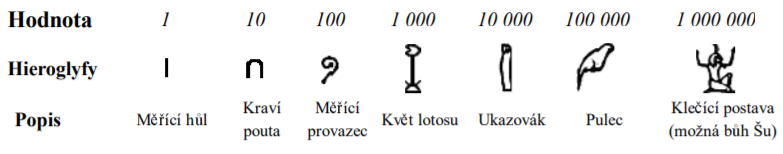 Hodnota 1 10 100 1 000 10 000 100 000 1 000 000
Hieroglyfy
Popis Měřící hůl Kraví pouta Měřící provazec Květ lotosu Ukazovák Pulec Klečící postava (možná bůh Šu)